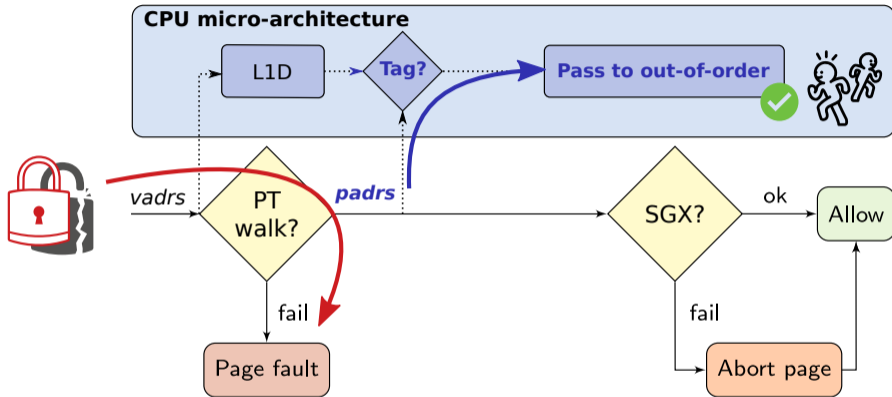 CPU micro-architecture
L1D
Tag?
Pass to out-of-order
vadrs
PT
walk?
padrs
SGX?
ok
Allow
fail
fail
Page fault
Abort page